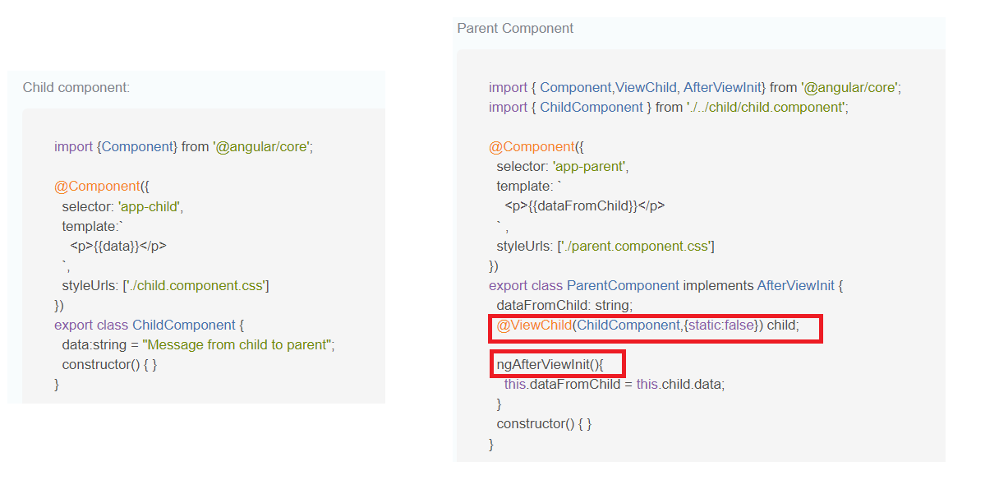 Child component:
import {Component} from '@angular/core';
@Component({
selector: 'app-child',
template:`
<p>{{data}}</p>
`,
styleUrls: ['./child.component.css']
})
export class ChildComponent {
data:string = "Message from child to parent";
constructor() { }
}
Parent Component
import { Component,ViewChild, AfterViewInit} from '@angular/core';
import { ChildComponent } from './../child/child.component';
@Component({
selector: 'app-parent',
template: `
<p>{{dataFromChild}}</p>
` ,
styleUrls: ['./parent.component.css']
})
export class ParentComponent implements AfterViewInit {
dataFromChild: string;
@ViewChild(ChildComponent,{static:false}) child;
ngAfterViewInit(){
this.dataFromChild = this.child.data;
}
constructor() { }
}